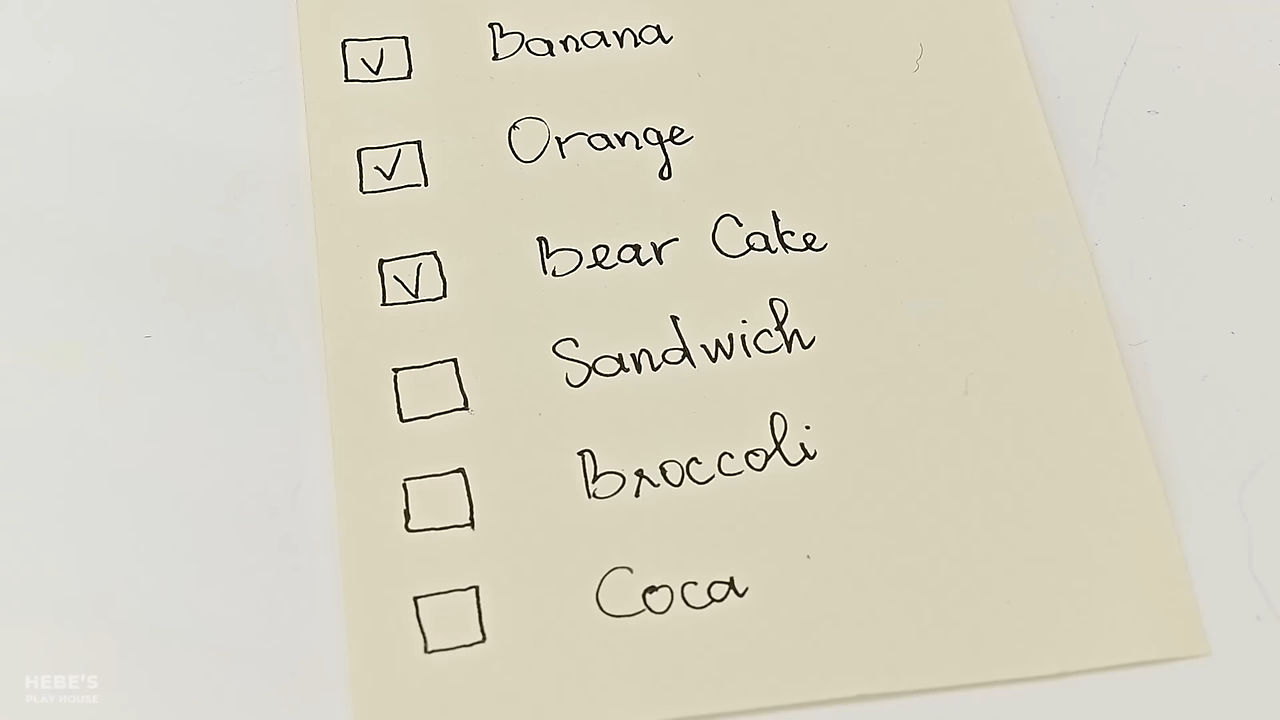 Banana
Orange
Bear Cake
Sandwich
Broccoli
Coca
HEBE'S
PLAY HOUSE